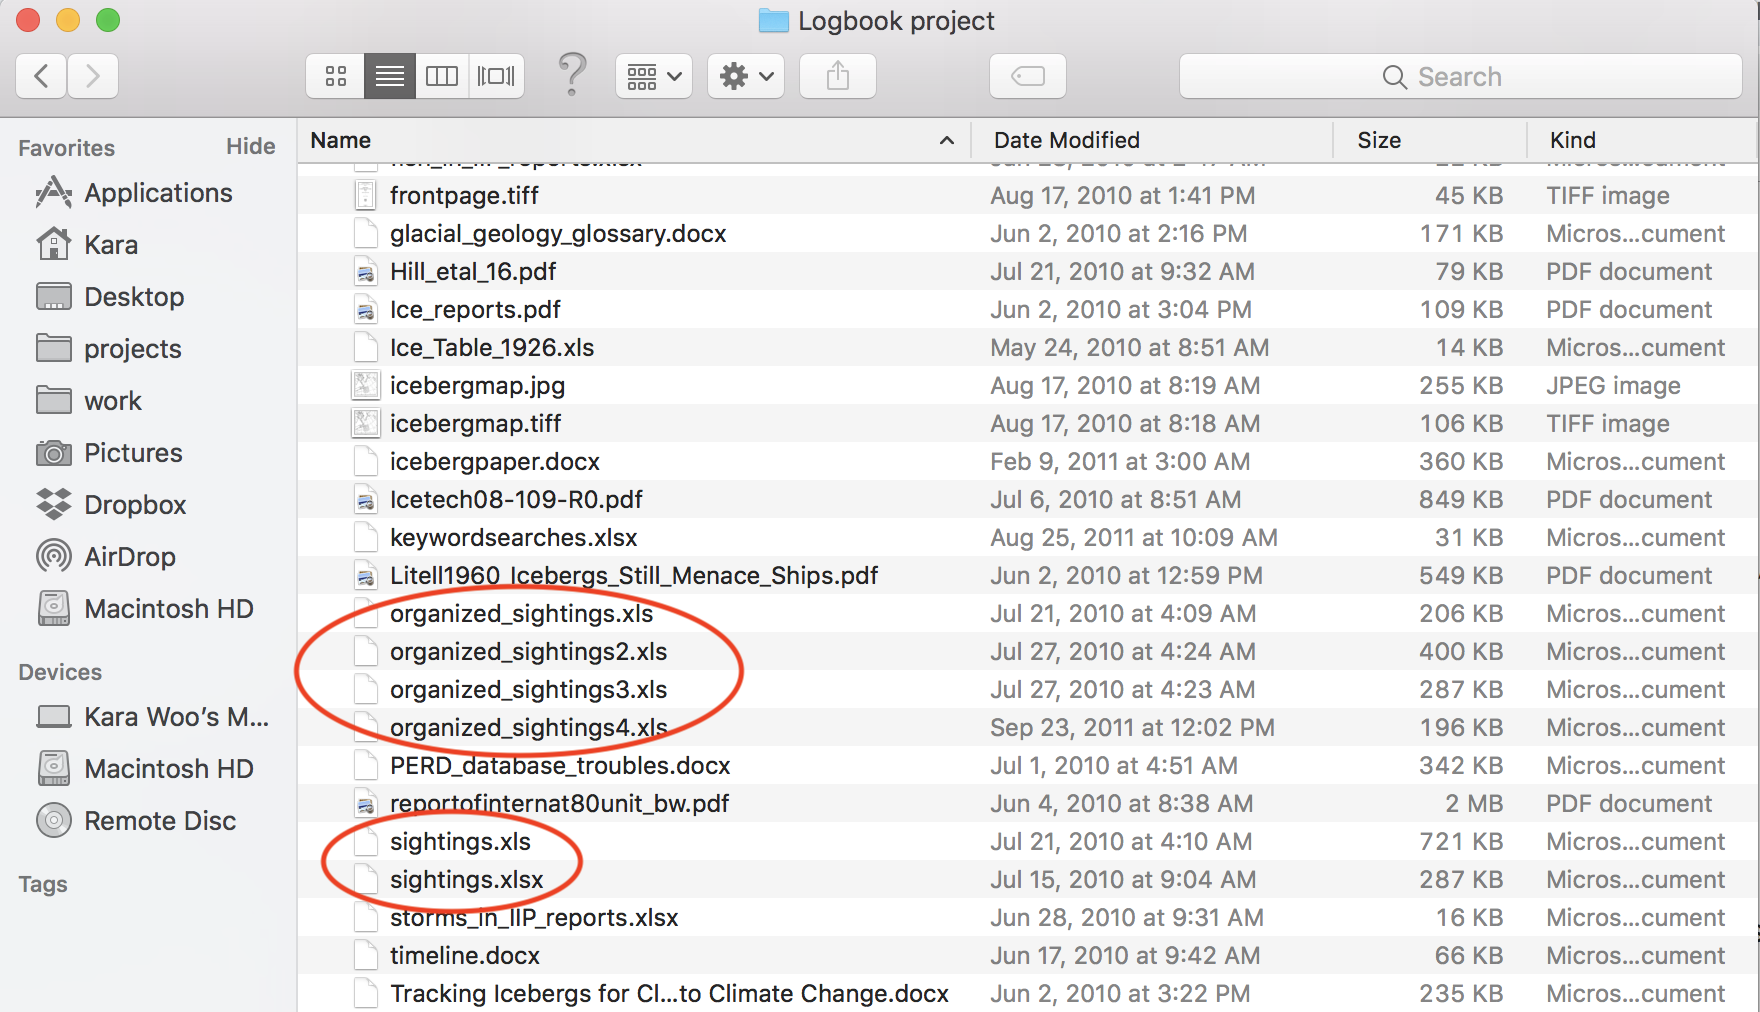 Logbook project
Search
Favorites Hide
Applications
Kara
Desktop
projects
work
Pictures
Dropbox
AirDrop
Macintosh HD
Devices
Kara Woo's M...
Macintosh HD
Remote Disc
Tags
Name Date Modified Size Kind
frontpage.tiff Aug 17, 2010 at 1:41 PM 45 KB TIFF image
glacial_geology_glossary.docx Jun 2, 2010 at 2:16 PM 171 KB Micros...cument
Hill_etal_16.pdf Jul 21, 2010 at 9:32 AM 79 KB PDF document
Ice_reports.pdf Jun 2, 2010 at 3:04 PM 109 KB PDF document
Ice_Table_1926.xls May 24, 2010 at 8:51 AM 14 KB Micros...cument
icebergmap.jpg Aug 17, 2010 at 8:19 AM 255 KB JPEG image
icebergmap.tiff Aug 17, 2010 at 8:18 AM 106 KB TIFF image
icebergpaper.docx Feb 9, 2011 at 3:00 AM 360 KB Micros...cument
Icetech08-109-R0.pdf Jul 6, 2010 at 8:51 AM 849 KB PDF document
keywordsearches.xlsx Aug 25, 2011 at 10:09 AM 31 KB Micros...cument
Litell1960_Icebergs_Still_Menace_Ships.pdf Jun 2, 2010 at 12:59 PM 549 KB PDF document
organized_sightings.xls Jul 21, 2010 at 4:09 AM 206 KB Micros...cument
organized_sightings2.xls Jul 27, 2010 at 4:24 AM 400 KB Micros...cument
organized_sightings3.xls Jul 27, 2010 at 4:23 AM 287 KB Micros...cument
organized_sightings4.xls Sep 23, 2011 at 12:02 PM 196 KB Micros...cument
PERD_database_troubles.docx Jul 1, 2010 at 4:51 AM 342 KB Micros...cument
reportofinternat80unit_bw.pdf Jun 4, 2010 at 8:38 AM 2 MB PDF document
sightings.xls Jul 21, 2010 at 4:10 AM 721 KB Micros...cument
sightings.xlsx Jul 15, 2010 at 9:04 AM 287 KB Micros...cument
storms_in_IIP_reports.xlsx Jun 28, 2010 at 9:31 AM 16 KB Micros...cument
timeline.docx Jun 17, 2010 at 9:42 AM 66 KB Micros...cument
Tracking Icebergs for Cl...to Climate Change.docx Jun 2, 2010 at 3:22 PM 235 KB Micros...cument